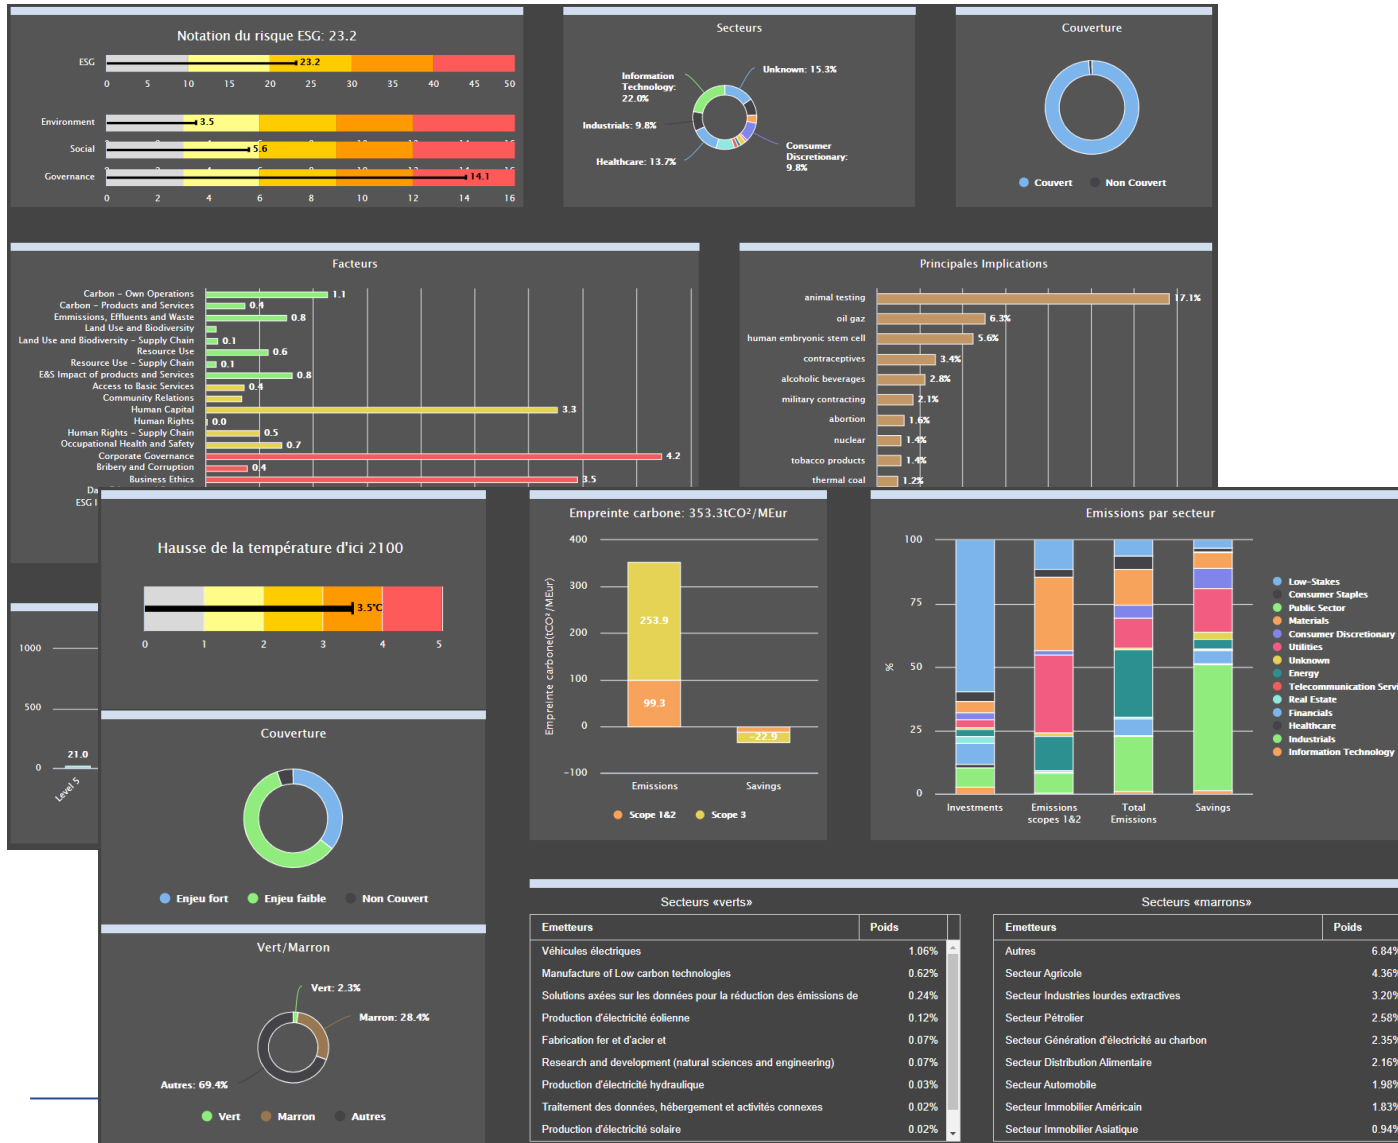 Notation du risque ESG: 23.2
ESG
23.2
0 5 10 15 20 25 30 35 40 45 50
Environment
3.5
Social
5.6
Governance
14.1
0 2 4 6 8 10 12 14 16
Secteurs
Unknown: 15.3%
Information
Technology:
22.0%
Industrials: 9.8%
Healthcare: 13.7%
Consumer
Discretionary:
9.8%
Couverture
Couvert Non Couvert
Facteurs
Carbon - Own Operations 1.1
Carbon - Products and Services 0.4
Emmissions, Effluents and Waste 0.8
Land Use and Biodiversity
Land Use and Biodiversity - Supply Chain 0.1
Resource Use 0.6
Resource Use - Supply Chain 0.1
E&S Impact of products and Services 0.8
Access to Basic Services 0.4
Community Relations
Human Capital 3.3
Human Rights 0.0
Human Rights - Supply Chain 0.5
Occupational Health and Safety 0.7
Corporate Governance 4.2
Bribery and Corruption 0.4
Business Ethics 3.5
Da
ESG I
Principales Implications
animal testing 17.1%
oil gaz 6.3%
human embryonic stem cell 5.6%
contraceptives 3.4%
alcoholic beverages 2.8%
military contracting 2.1%
abortion 1.6%
nuclear 1.4%
tobacco products 1.4%
thermal coal 1.2%
1000
500
21.0
0
Level 5
Hausse de la température d'ici 2100
3.5°C
0 1 2 3 4 5
Couverture
Enjeu fort Enjeu faible Non Couvert
Vert/Marron
Vert: 2.3%
Marron: 28.4%
Autres: 69.4%
Vert Marron Autres
Empreinte carbone: 353.3tCO²/MEur
Empreinte carbone(tCO²/MEur)
400
300
200
100
0
-100
253.9
99.3
-22.9
Emissions Savings
Scope 1&2 Scope 3
Emissions par secteur
%
100
75
50
25
0
Investments Emissions scopes 1&2 Total Emissions Savings
Low-Stakes
Consumer Staples
Public Sector
Materials
Consumer Discretionary
Utilities
Unknown
Energy
Telecommunication Servi
Real Estate
Financials
Healthcare
Industrials
Information Technology
Secteurs «verts»
Emetteurs Poids
Véhicules électriques 1.06%
Manufacture of Low carbon technologies 0.62%
Solutions axées sur les données pour la réduction des émissions de 0.24%
Production d'électricité éolienne 0.12%
Fabrication fer et d'acier et 0.07%
Research and development (natural sciences and engineering) 0.07%
Production d'électricité hydraulique 0.03%
Traitement des données, hébergement et activités connexes 0.02%
Production d'électricité solaire 0.02%
Secteurs «marrons»
Emetteurs Poids
Autres 6.84%
Secteur Agricole 4.36%
Secteur Industries lourdes extractives 3.20%
Secteur Pétrolier 2.58%
Secteur Génération d'électricité au charbon 2.35%
Secteur Distribution Alimentaire 2.16%
Secteur Automobile 1.98%
Secteur Immobilier Américain 1.83%
Secteur Immobilier Asiatique 0.94%